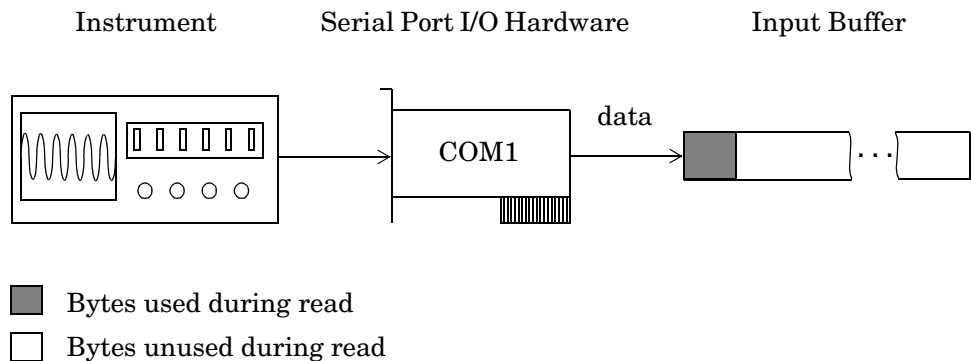 Instrument
Serial Port I/O Hardware
Input Buffer
data
COM1
. . .
Bytes used during read
Bytes unused during read